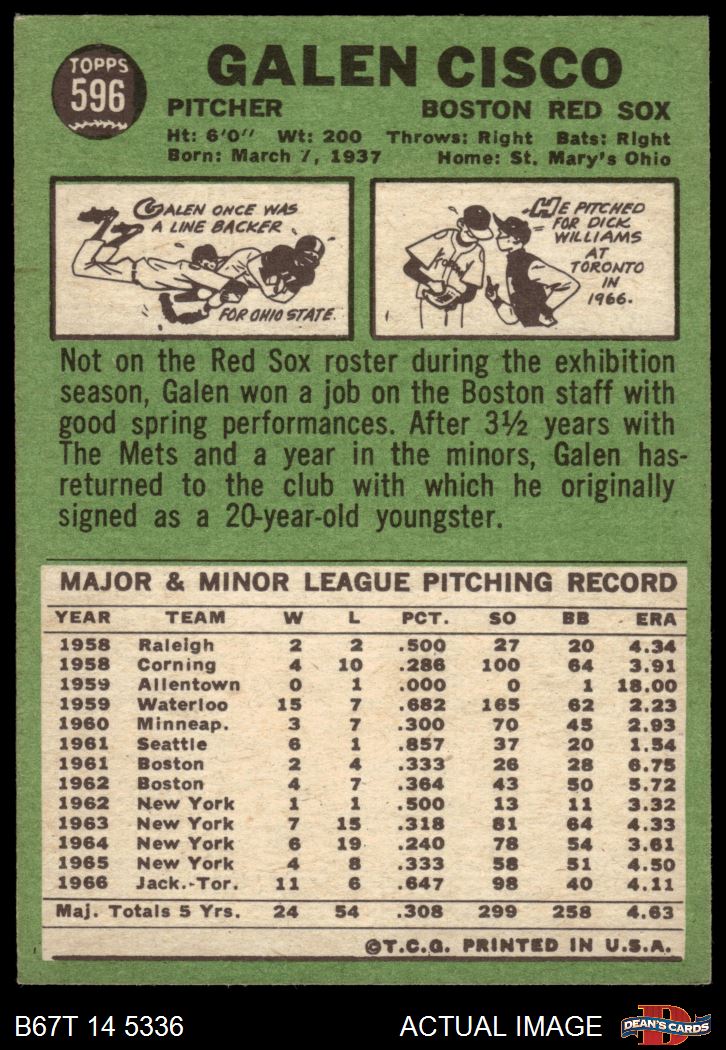 TOPPS
596
GALEN CISCO
PITCHER BOSTON RED SOX
Ht: 6'0" Wt: 200 Throws: Right Bats: Right
Born: March 7, 1937 Home: St. Mary's Ohio
GALEN ONCE WAS
A LINE BACKER
FOR OHIO STATE.
HE PITCHED
FOR DICK
WILLIAMS
AT
TORONTO
IN
1966.
Not on the Red Sox roster during the exhibition
season, Galen won a job on the Boston staff with
good spring performances. After 3½ years with
The Mets and a year in the minors, Galen has-
returned to the club with which he originally
signed as a 20-year-old youngster.
MAJOR & MINOR LEAGUE PITCHING RECORD
YEAR TEAM W L PCT. SO BB ERA
1958 Raleigh 2 2 .500 27 20 4.34
1958 Corning 4 10 .286 100 64 3.91
1959 Allentown 0 1 .000 0 1 18.00
1959 Waterloo 15 7 .682 165 62 2.23
1960 Minneap. 3 7 .300 70 45 2.93
1961 Seattle 6 1 .857 37 20 1.54
1961 Boston 2 4 .333 26 28 6.75
1962 Boston 4 7 .364 43 50 5.72
1962 New York 1 1 .500 13 11 3.32
1963 New York 7 15 .318 81 64 4.33
1964 New York 6 19 .240 78 54 3.61
1965 New York 4 8 .333 58 51 4.50
1966 Jack.-Tor. 11 6 .647 98 40 4.11
Maj. Totals 5 Yrs. 24 54 .308 299 258 4.63
©T.C.G. PRINTED IN U.S.A.
B67T 14 5336 ACTUAL IMAGE
DEAN'S CARDS